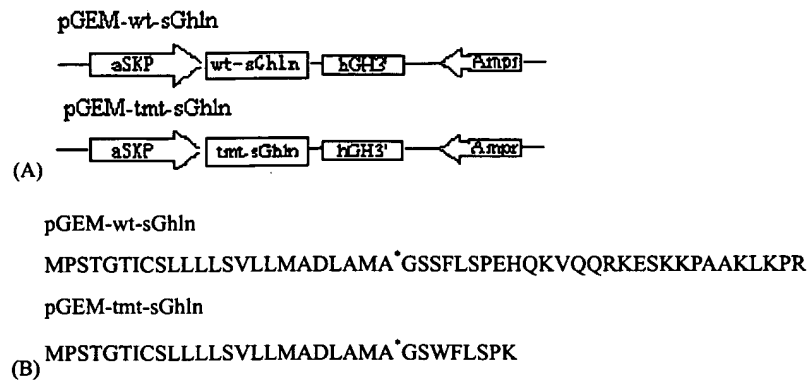 pGEM-wt-sGhln
aSKP wt-sGhln hGH3' Ampr
pGEM-tmt-sGhln
aSKP tmt-sGhln hGH3' Ampr
(A)
pGEM-wt-sGhln
MPSTGTICSLLLLSVLLMADLAMA*GSSFLSPEHQKVQQRKESKKPAAKLKPR
pGEM-tmt-sGhln
MPSTGTICSLLLLSVLLMADLAMA*GSWFLSPK
(B)